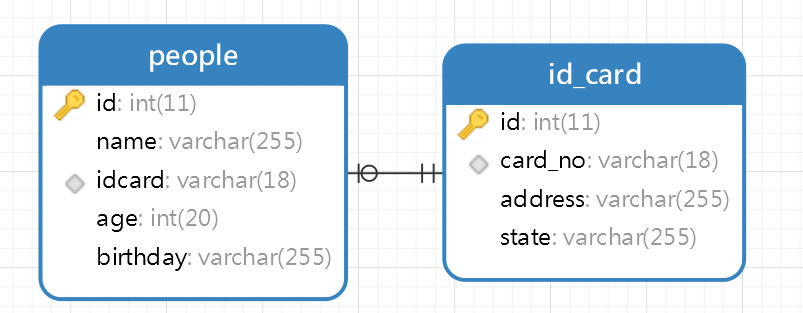 people
id: int(11)
name: varchar(255)
idcard: varchar(18)
age: int(20)
birthday: varchar(255)
id_card
id: int(11)
card_no: varchar(18)
address: varchar(255)
state: varchar(255)